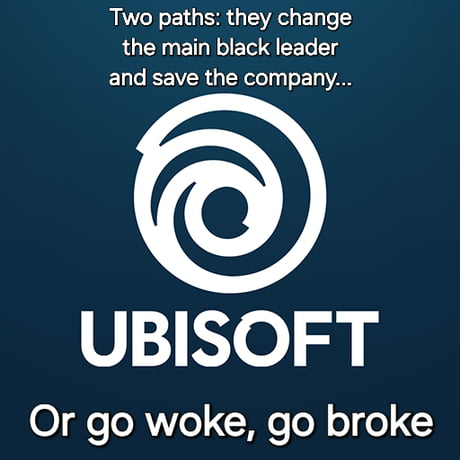 Two paths: they change
the main black leader
and save the company...
UBISOFT
Or go woke, go broke